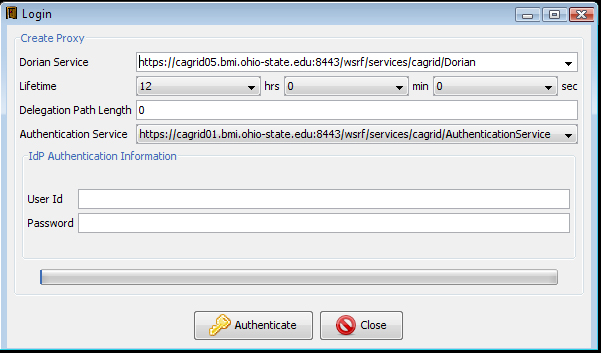 Login
Create Proxy
Dorian Service https://cagrid05.bmi.ohio-state.edu:8443/wsrf/services/cagrid/Dorian
Lifetime 12 hrs 0 min 0 sec
Delegation Path Length 0
Authentication Service https://cagrid01.bmi.ohio-state.edu:8443/wsrf/services/cagrid/AuthenticationService
IdP Authentication Information
User Id
Password
Authenticate Close